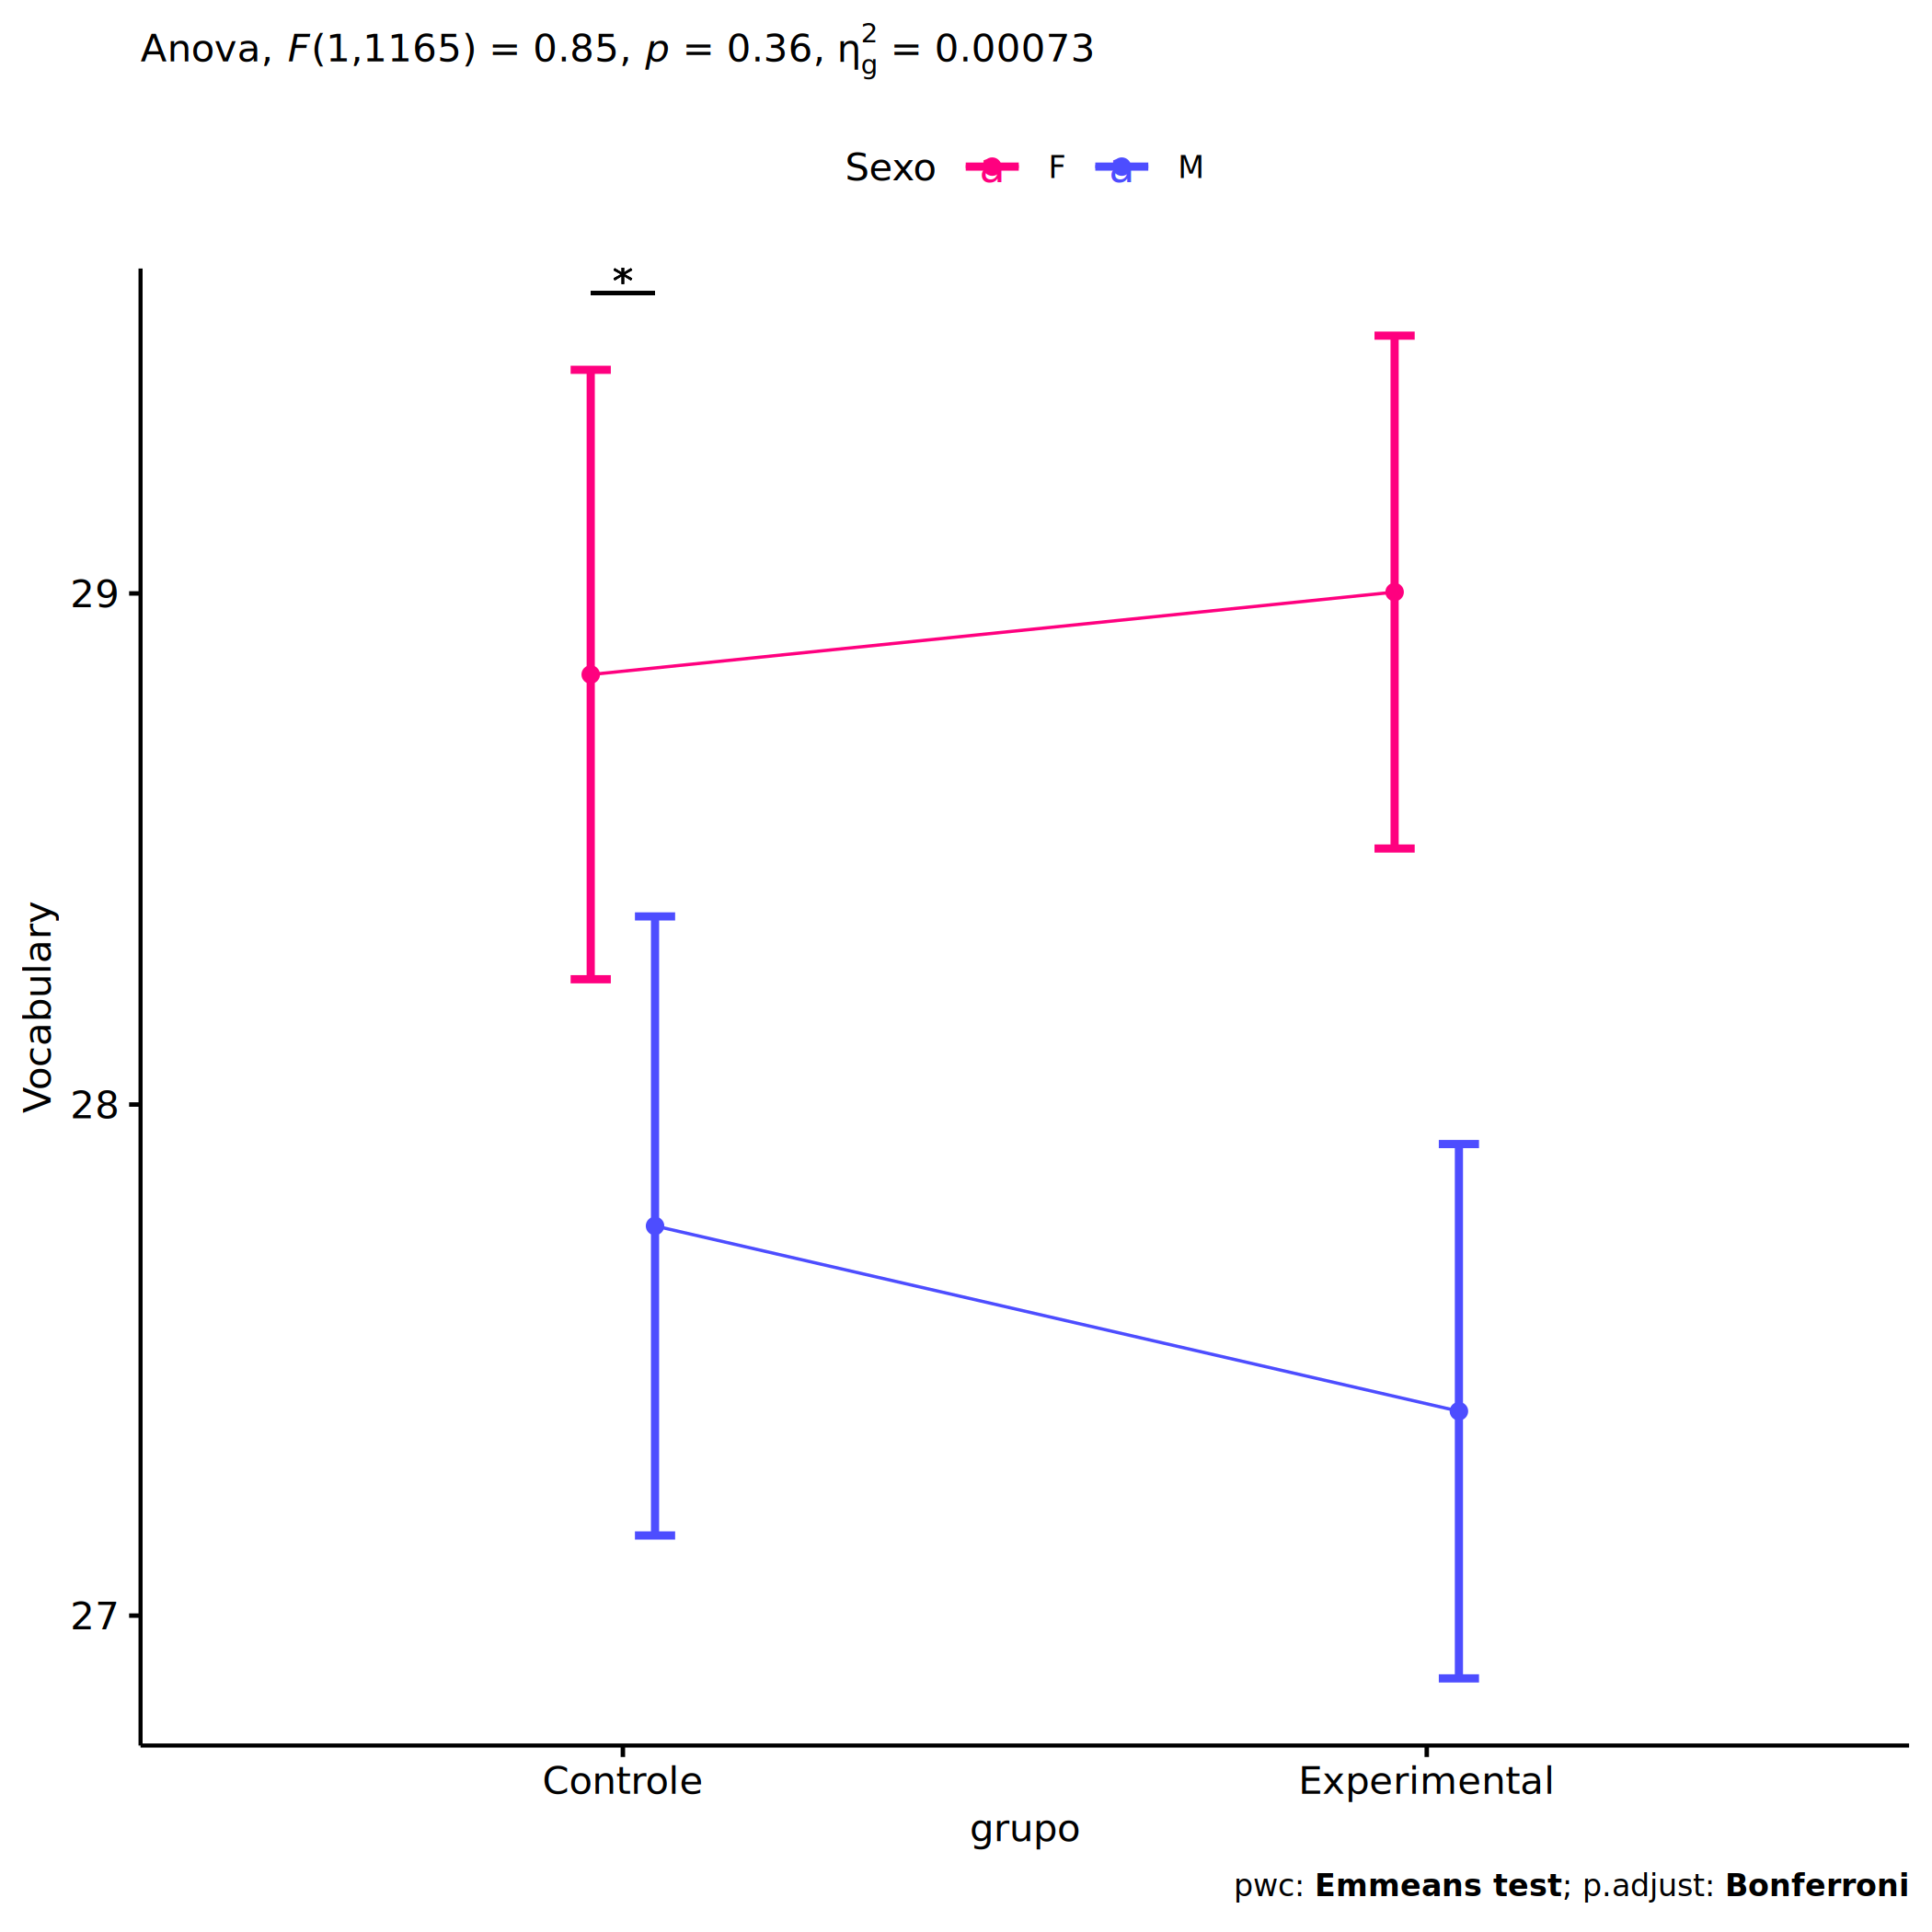 Anova, F(1,1165) = 0.85, p = 0.36, η²g = 0.00073
Sexo F M
*
29
28
27
Vocabulary
Controle Experimental
grupo
pwc: Emmeans test; p.adjust: Bonferroni